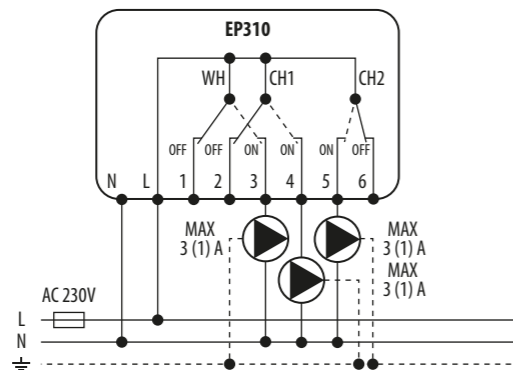 EP310
WH CH1 CH2
OFF OFF ON ON ON OFF
N L 1 2 3 4 5 6
MAX
3 (1) A
MAX
3 (1) A
MAX
3 (1) A
AC 230V
L
N